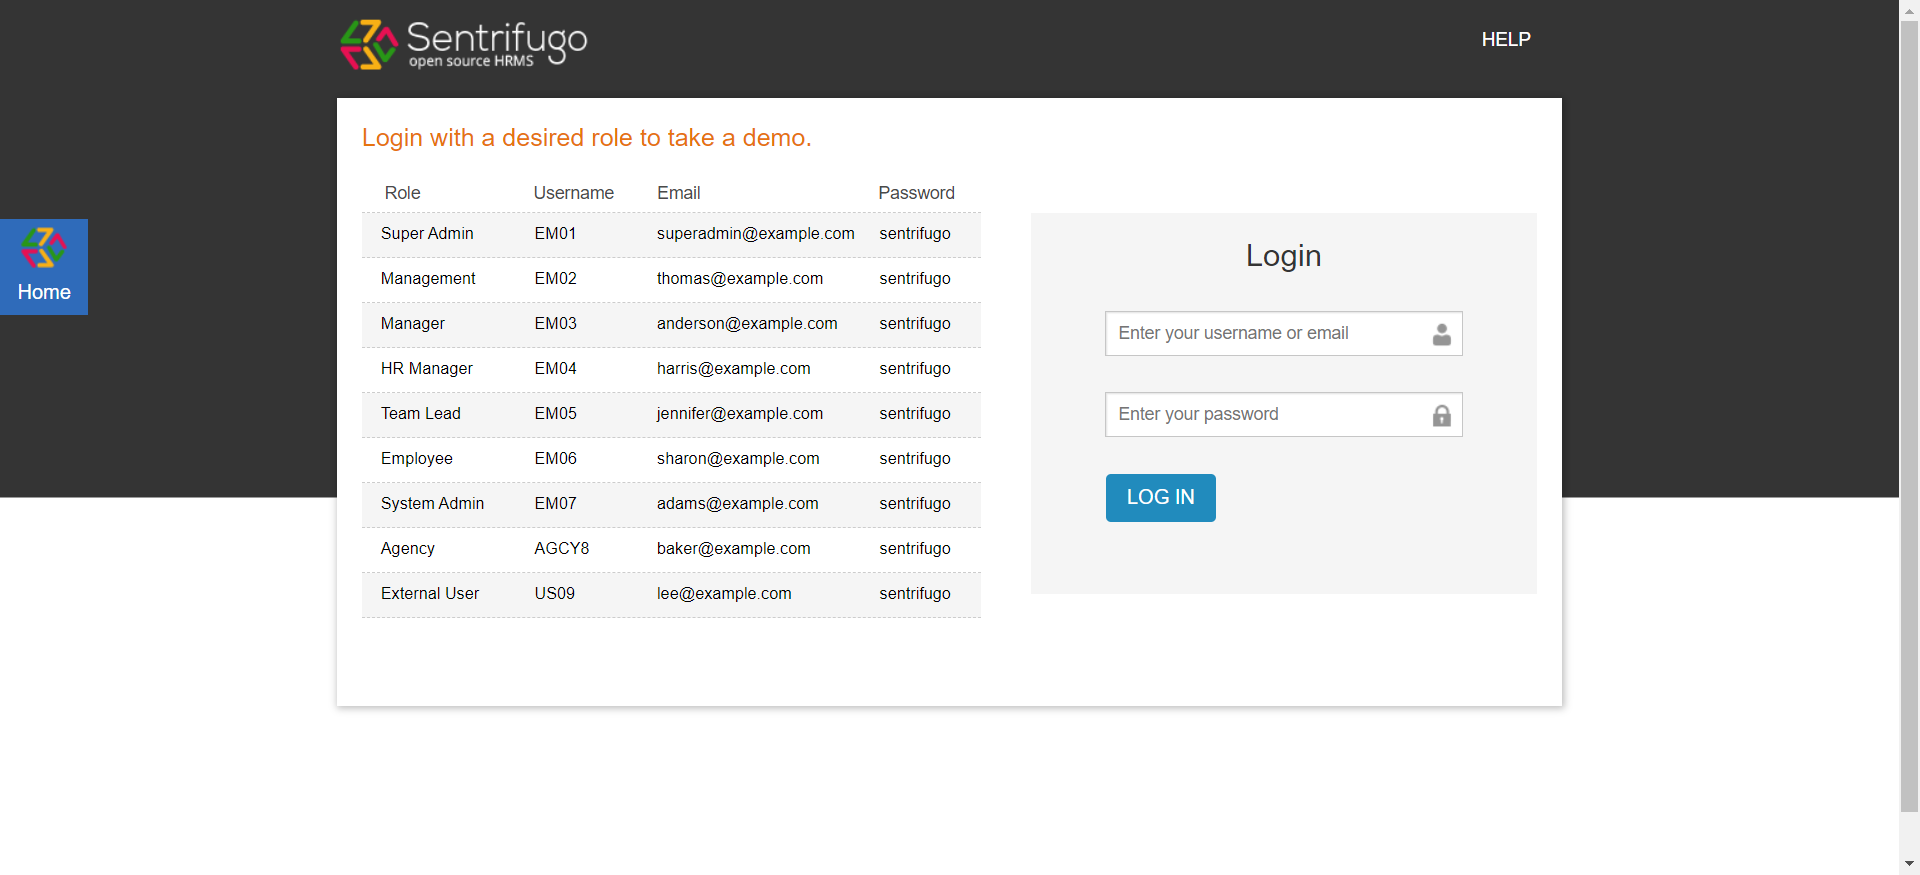 Sentrifugo
open source HRMS
HELP
Home
Login with a desired role to take a demo.
Role Username Email Password
Super Admin EM01 superadmin@example.com sentrifugo
Management EM02 thomas@example.com sentrifugo
Manager EM03 anderson@example.com sentrifugo
HR Manager EM04 harris@example.com sentrifugo
Team Lead EM05 jennifer@example.com sentrifugo
Employee EM06 sharon@example.com sentrifugo
System Admin EM07 adams@example.com sentrifugo
Agency AGCY8 baker@example.com sentrifugo
External User US09 lee@example.com sentrifugo
Login
Enter your username or email
Enter your password
LOG IN